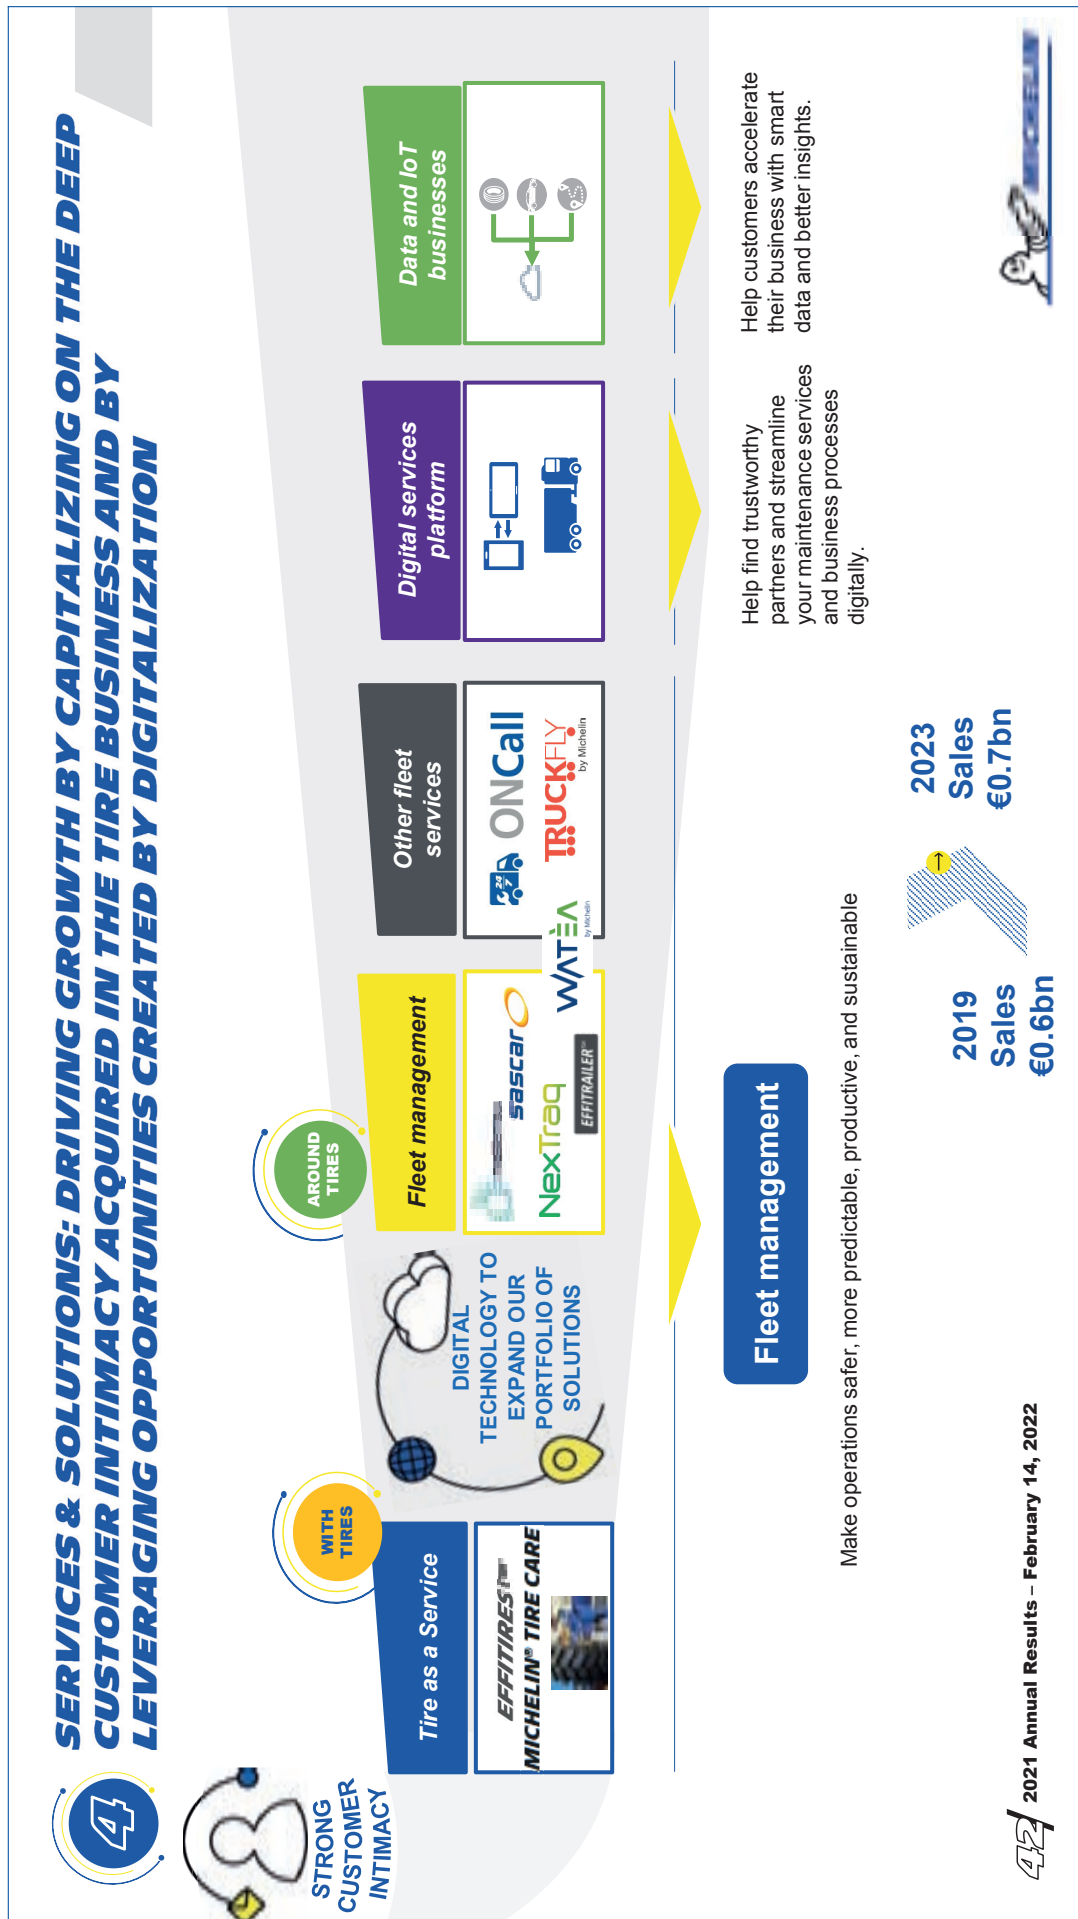 4
SERVICES & SOLUTIONS: DRIVING GROWTH BY CAPITALIZING ON THE DEEP
CUSTOMER INTIMACY ACQUIRED IN THE TIRE BUSINESS AND BY
LEVERAGING OPPORTUNITIES CREATED BY DIGITALIZATION
STRONG
CUSTOMER
INTIMACY
WITH
TIRES
Tire as a Service
EFFITIRES
MICHELIN® TIRE CARE
DIGITAL
TECHNOLOGY TO
EXPAND OUR
PORTFOLIO OF
SOLUTIONS
AROUND
TIRES
Fleet management
sascar
NexTraq
EFFITRAILER™
WATÈA
by Michelin
Other fleet
services
24
7
ONCall
TRUCKFLY
by Michelin
Digital services
platform
Data and IoT
businesses
Fleet management
Make operations safer, more predictable, productive, and sustainable
Help find trustworthy
partners and streamline
your maintenance services
and business processes
digitally.
Help customers accelerate
their business with smart
data and better insights.
2019
Sales
€0.6bn
2023
Sales
€0.7bn
42
2021 Annual Results – February 14, 2022
MICHELIN